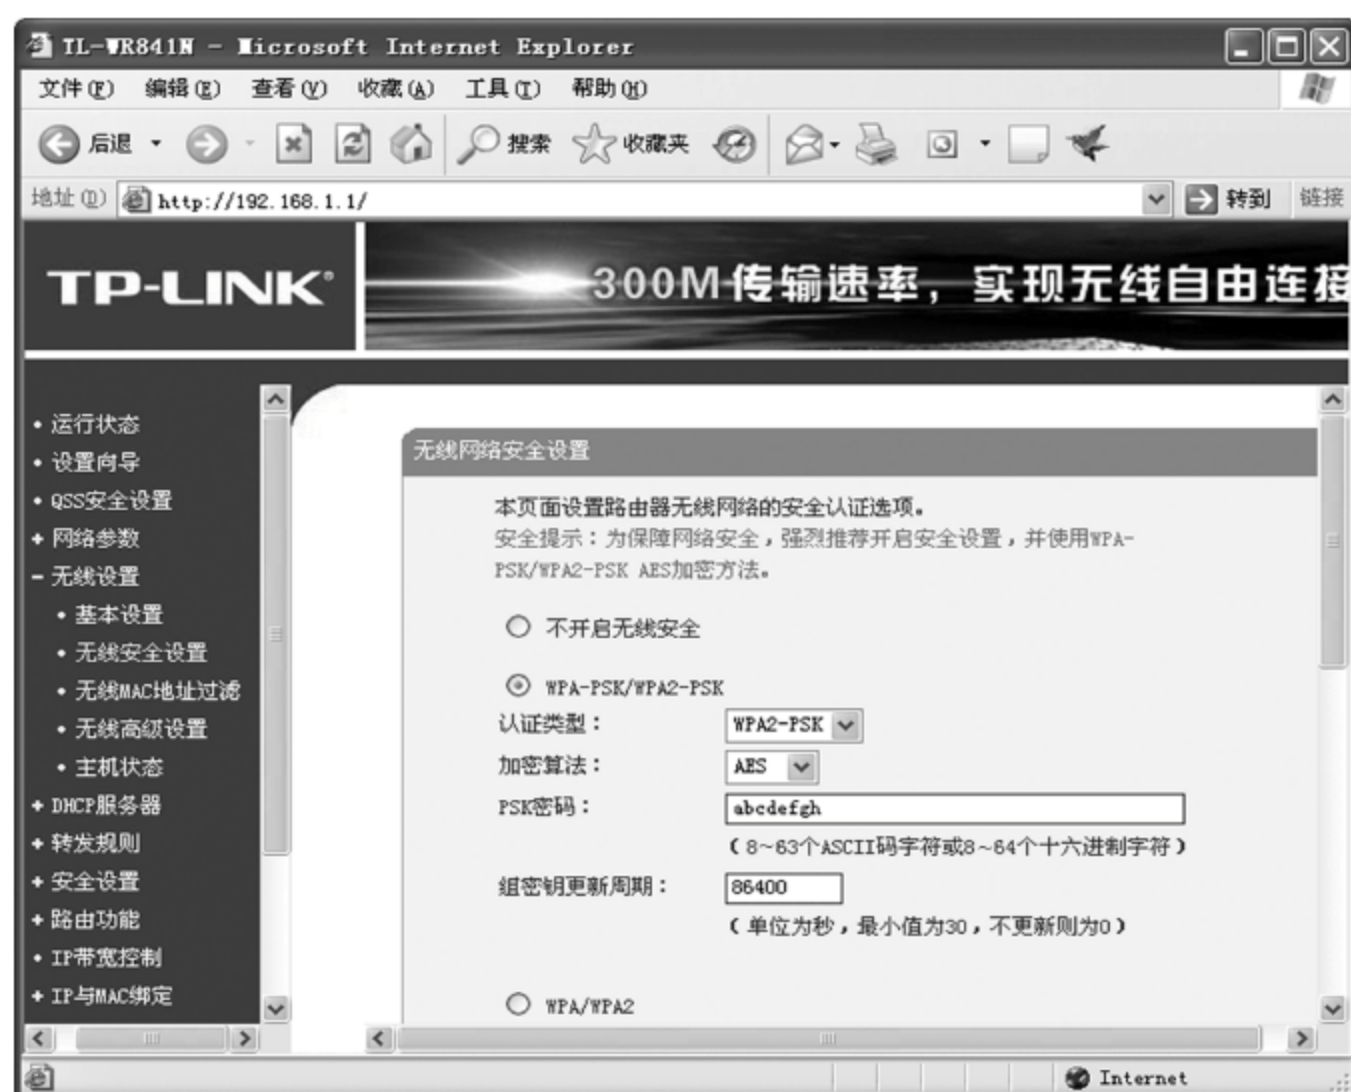 TL-WR841N - Microsoft Internet Explorer
文件(F) 编辑(E) 查看(V) 收藏(A) 工具(T) 帮助(H)
后退 搜索 收藏夹
地址(D) http://192.168.1.1/ 转到 链接
TP-LINK® 300M 传输速率，实现无线自由连接
• 运行状态
• 设置向导
• QSS安全设置
+ 网络参数
- 无线设置
• 基本设置
• 无线安全设置
• 无线MAC地址过滤
• 无线高级设置
• 主机状态
+ DHCP服务器
+ 转发规则
+ 安全设置
+ 路由功能
• IP带宽控制
+ IP与MAC绑定
无线网络安全设置
本页面设置路由器无线网络的安全认证选项。
安全提示：为保障网络安全，强烈推荐开启安全设置，并使用WPA-
PSK/WPA2-PSK AES加密方法。
不开启无线安全
WPA-PSK/WPA2-PSK
认证类型： WPA2-PSK
加密算法： AES
PSK密码： abcdefgh
（8~63个ASCII码字符或8~64个十六进制字符）
组密钥更新周期： 86400
（单位为秒，最小值为30，不更新则为0）
WPA/WPA2
Internet